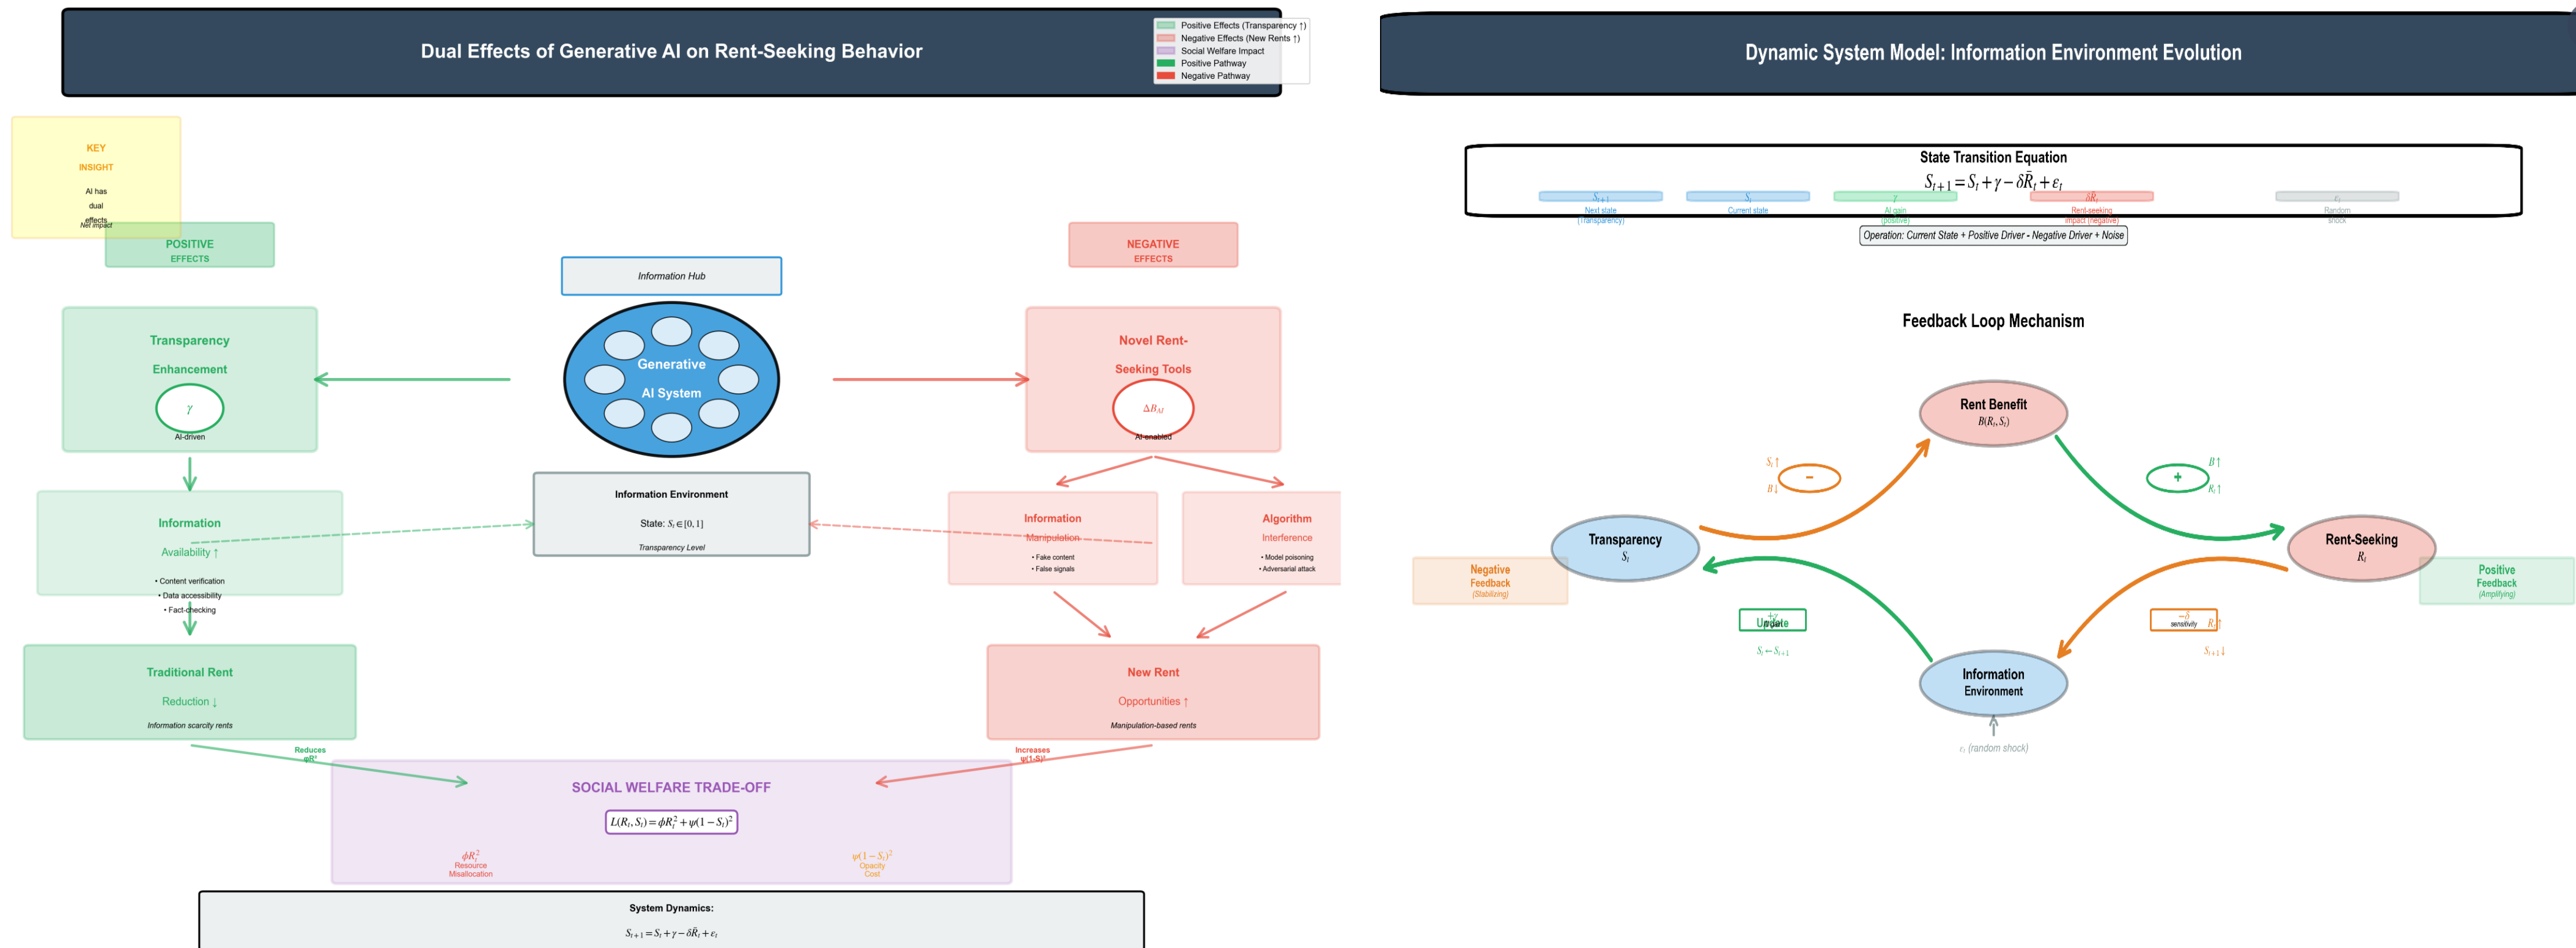 Dual Effects of Generative AI on Rent-Seeking Behavior
Positive Effects (Transparency ↑)
Negative Effects (New Rents ↑)
Social Welfare Impact
Positive Pathway
Negative Pathway
KEY
INSIGHT
AI has
dual
effects
Net impact
POSITIVE
EFFECTS
NEGATIVE
EFFECTS
Information Hub
Transparency
Enhancement
γ
AI-driven
Generative
AI System
Novel Rent-
Seeking Tools
ΔB_AI
AI-enabled
Information
Availability ↑
• Content verification
• Data accessibility
• Fact-checking
Information Environment
State: S_t ∈ [0, 1]
Transparency Level
Information
Manipulation
• Fake content
• False signals
Algorithm
Interference
• Model poisoning
• Adversarial attack
Traditional Rent
Reduction ↓
Information scarcity rents
New Rent
Opportunities ↑
Manipulation-based rents
Reduces
φR²
Increases
ψ(1-S)²
SOCIAL WELFARE TRADE-OFF
L(R_t, S_t) = ϕR_t² + ψ(1 − S_t)²
ϕR_t²
Resource
Misallocation
ψ(1 − S_t)²
Opacity
Cost
System Dynamics:
S_{t+1} = S_t + γ − δR̄_t + ε_t
Dynamic System Model: Information Environment Evolution
State Transition Equation
S_{t+1} = S_t + γ − δR̄_t + ε_t
S_{t+1}
Next state
(Transparency)
S_t
Current state
γ
AI gain
(positive)
δR̄_t
Rent-seeking
impact (negative)
ε_t
Random
shock
Operation: Current State + Positive Driver - Negative Driver + Noise
Feedback Loop Mechanism
Rent Benefit
B(R_t, S_t)
S_t ↑
−
B ↓
B ↑
+
R_t ↑
Transparency
S_t
Rent-Seeking
R_t
Negative
Feedback
(Stabilizing)
Positive
Feedback
(Amplifying)
+γ
Update
S_t ← S_{t+1}
−δ
sensitivity
R_t ↑
S_{t+1} ↓
Information
Environment
ε_t (random shock)